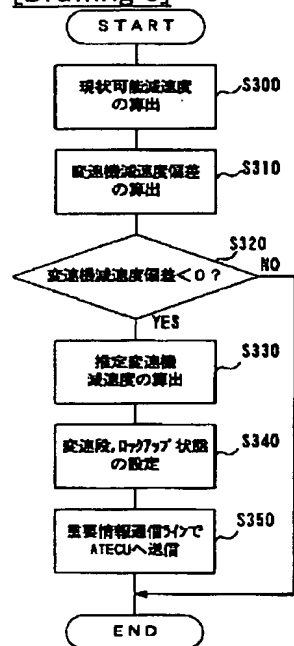 [Drawing 6]
START
現状可能減速度
の算出
S300
変速機減速度偏差
の算出
S310
S320
変速機減速度偏差<0?
NO
YES
推定変速機
減速度の算出
S330
変速段,ロックアップ状態
の設定
S340
重要情報通信ラインで
ATECUへ送信
S350
END